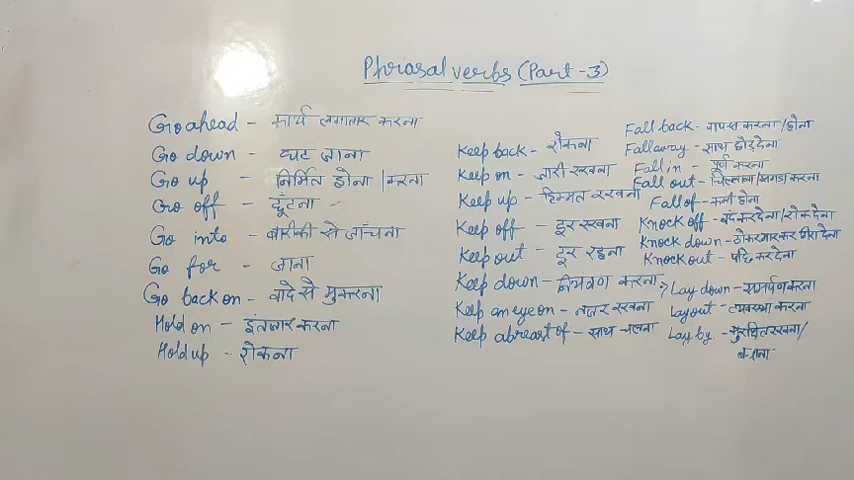 Phrasal verbs (Part-3)
Go ahead - कार्य लगातार करना
Go down - घट जाना
Go up - निर्मित होना / करना
Go off - छूटना
Go into - बारीकी से जाँचना
Go for - जाना
Go back on - वादे से मुकरना
Hold on - इंतजार करना
Hold up - रोकना
Keep back - रोकना
Keep on - जारी रखना
Keep up - हिम्मत रखना
Keep off - दूर रखना
Keep out - दूर रहना
Keep down - नियंत्रण करना
Keep an eye on - नजर रखना
Keep abreast of - साथ चलना
Fall back - वापस करना / होना
Fall away - साथ छोड़ देना
Fall in - पूर्ण करना
Fall out - चिल्लाना / झगडा करना
Fall of - कमी होना
Knock off - बंद कर देना / रोक देना
Knock down - ठोकर मारकर गिरा देना
Knock out - करदेना
Lay down - समर्पण करना
Lay out - व्यवस्था करना
Lay by - सुरक्षित रखना /
बचाना